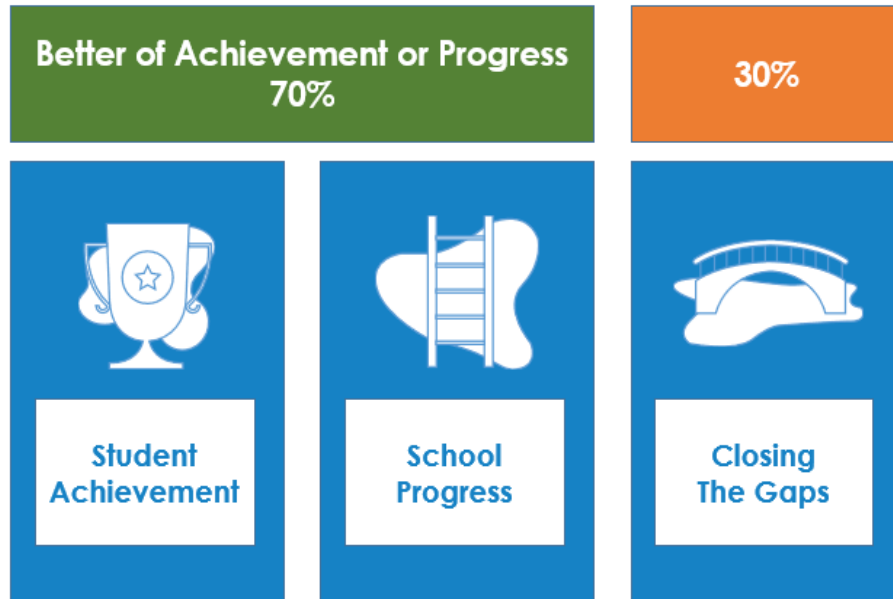 Better of Achievement or Progress
70%
30%
Student
Achievement
School
Progress
Closing
The Gaps